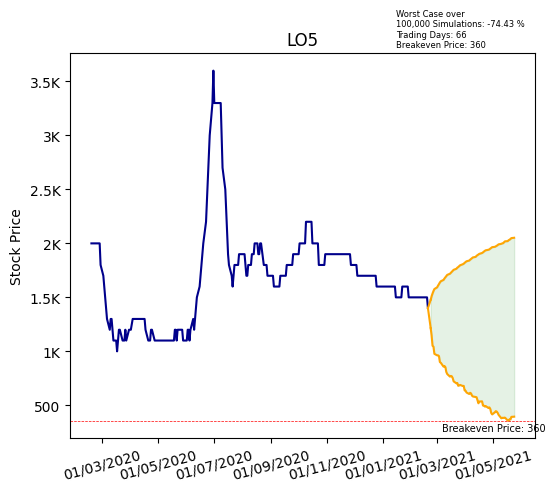 Worst Case over
100,000 Simulations: -74.43 %
Trading Days: 66
Breakeven Price: 360
LO5
3.5K
3K
2.5K
2K
1.5K
1K
500
Stock Price
Breakeven Price: 360
01/03/2020 01/05/2020 01/07/2020 01/09/2020 01/11/2020 01/01/2021 01/03/2021 01/05/2021